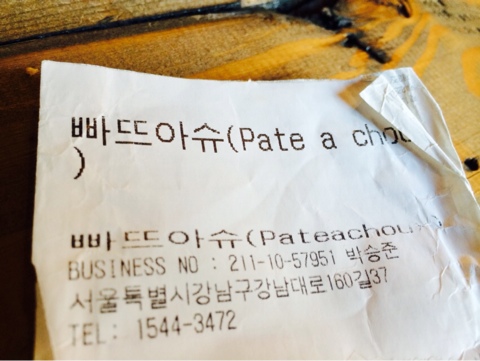 빠뜨아슈(Pate a chou
)
빠뜨아슈(Pateachoux)
BUSINESS NO : 211-10-57951 박승준
서울특별시강남구강남대로160길37
TEL: 1544-3472